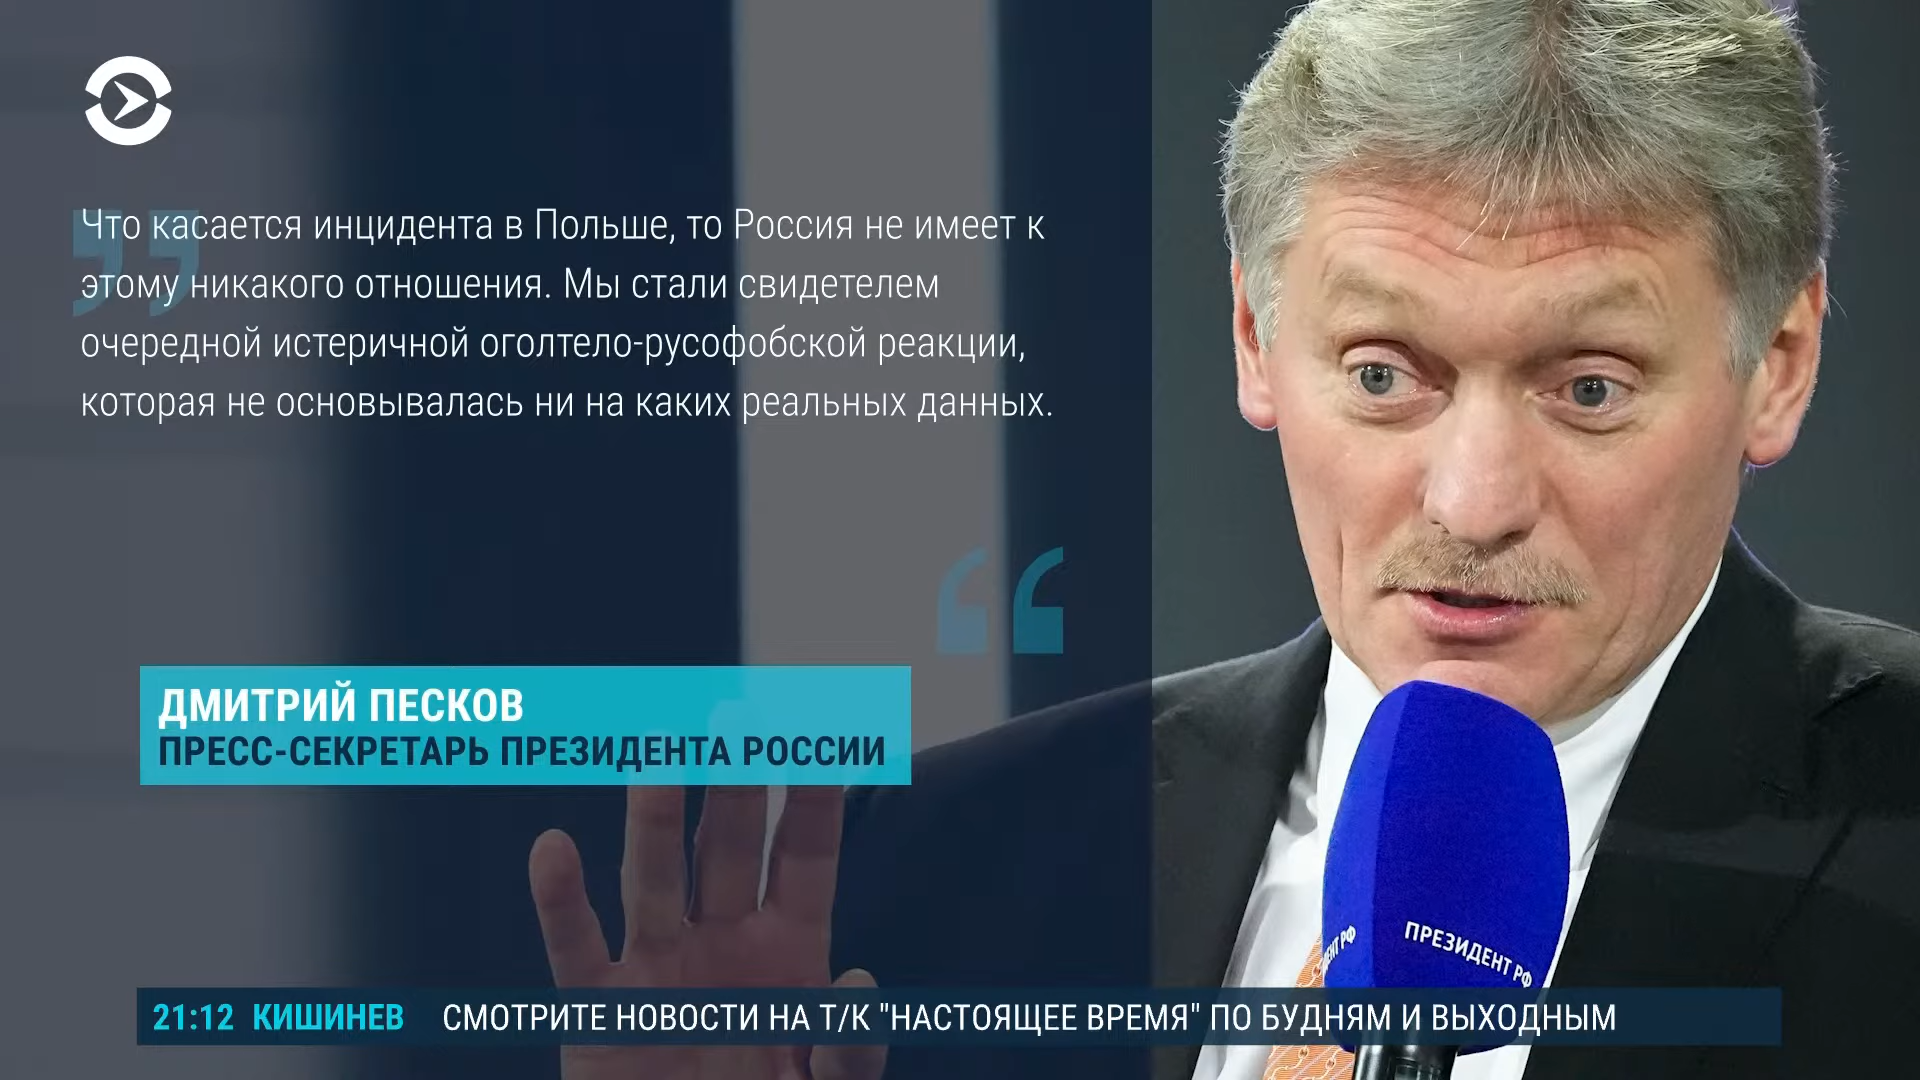 Что касается инцидента в Польше, то Россия не имеет к
этому никакого отношения. Мы стали свидетелем
очередной истеричной оголтело-русофобской реакции,
которая не основывалась ни на каких реальных данных.
ДМИТРИЙ ПЕСКОВ
ПРЕСС-СЕКРЕТАРЬ ПРЕЗИДЕНТА РОССИИ
ПРЕЗИДЕНТ РФ
21:12 КИШИНЕВ СМОТРИТЕ НОВОСТИ НА Т/К "НАСТОЯЩЕЕ ВРЕМЯ" ПО БУДНЯМ И ВЫХОДНЫМ